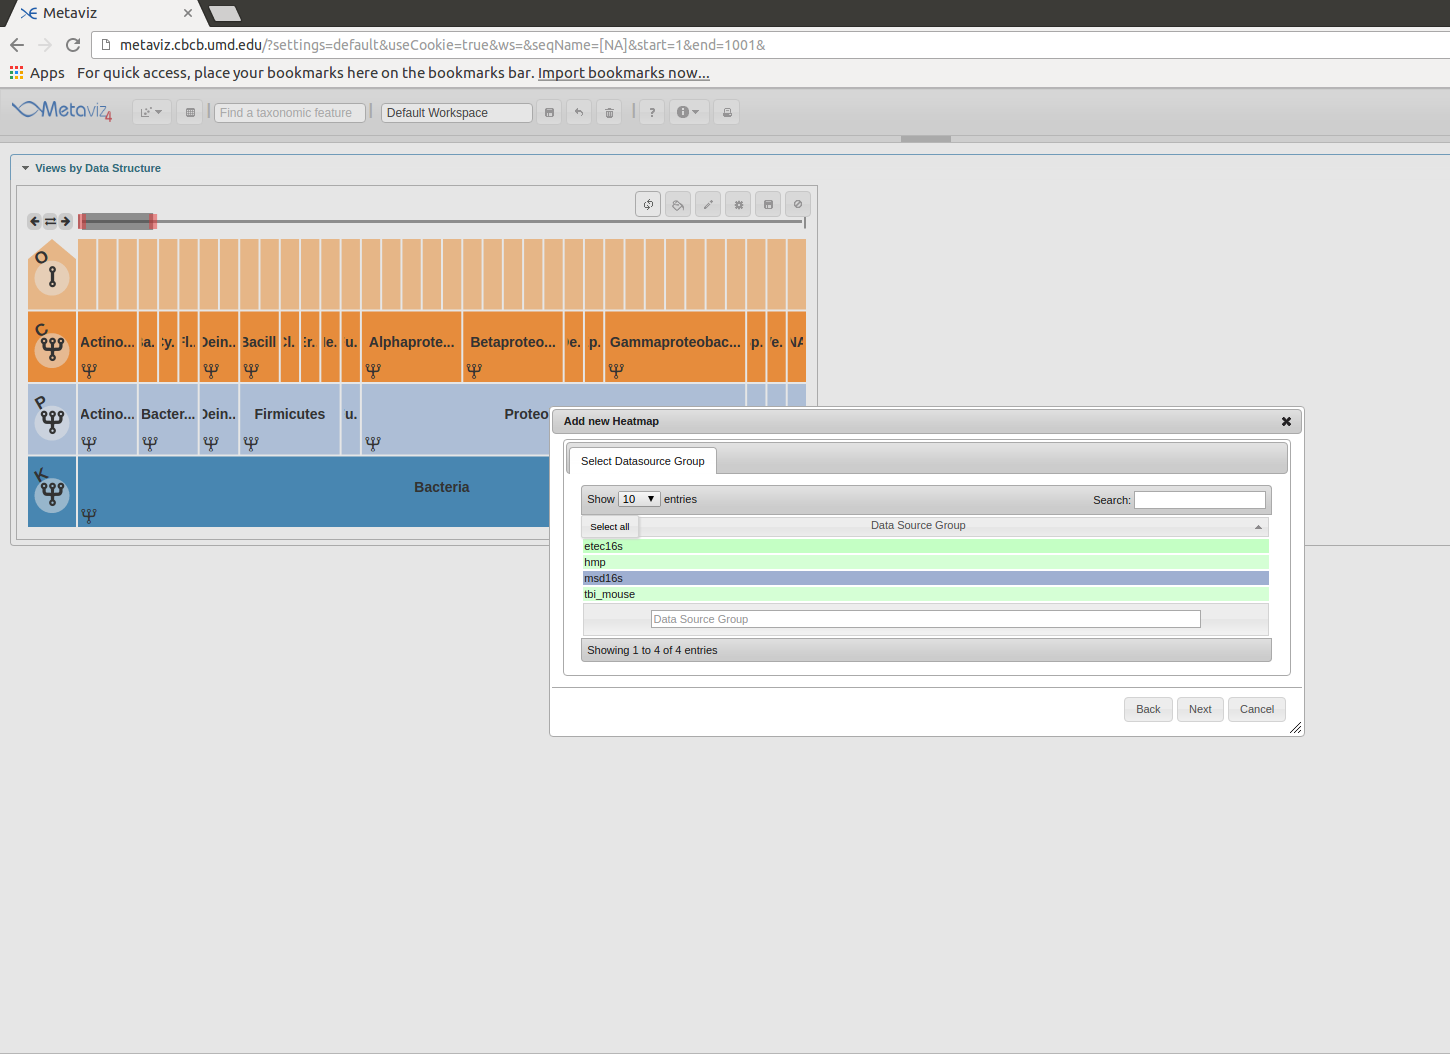 Metaviz
metaviz.cbcb.umd.edu/?settings=default&useCookie=true&ws=&seqName=[NA]&start=1&end=1001&
Apps For quick access, place your bookmarks here on the bookmarks bar. Import bookmarks now...
Metaviz4 Find a taxonomic feature Default Workspace ?
Views by Data Structure
O
C Actino... Fl.. Dein.. Bacill Cl. Er. u. Alphaprote... Betaproteo... De. p. Gammaproteobac... p. NA
P Actino... Bacter... Dein.. Firmicutes u. Proteo
K Bacteria
Add new Heatmap
Select Datasource Group
Show 10 entries Search:
Select all Data Source Group
etec16s
hmp
msd16s
tbi_mouse
Data Source Group
Showing 1 to 4 of 4 entries
Back Next Cancel